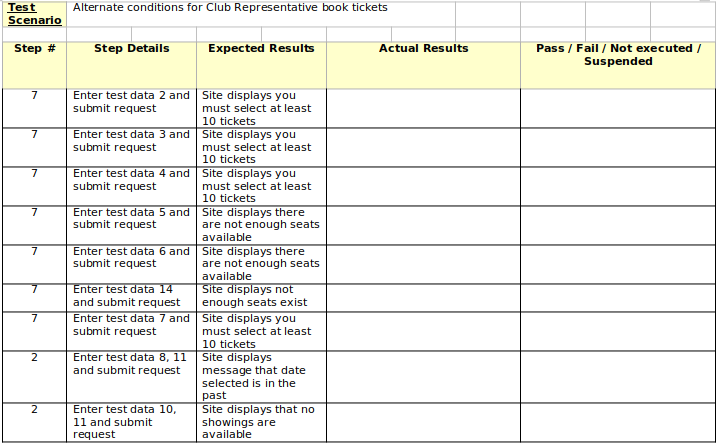 Test Scenario Alternate conditions for Club Representative book tickets
Step # Step Details Expected Results Actual Results Pass / Fail / Not executed / Suspended
7 Enter test data 2 and submit request Site displays you must select at least 10 tickets
7 Enter test data 3 and submit request Site displays you must select at least 10 tickets
7 Enter test data 4 and submit request Site displays you must select at least 10 tickets
7 Enter test data 5 and submit request Site displays there are not enough seats available
7 Enter test data 6 and submit request Site displays there are not enough seats available
7 Enter test data 14 and submit request Site displays not enough seats exist
7 Enter test data 7 and submit request Site displays you must select at least 10 tickets
2 Enter test data 8, 11 and submit request Site displays message that date selected is in the past
2 Enter test data 10, 11 and submit request Site displays that no showings are available